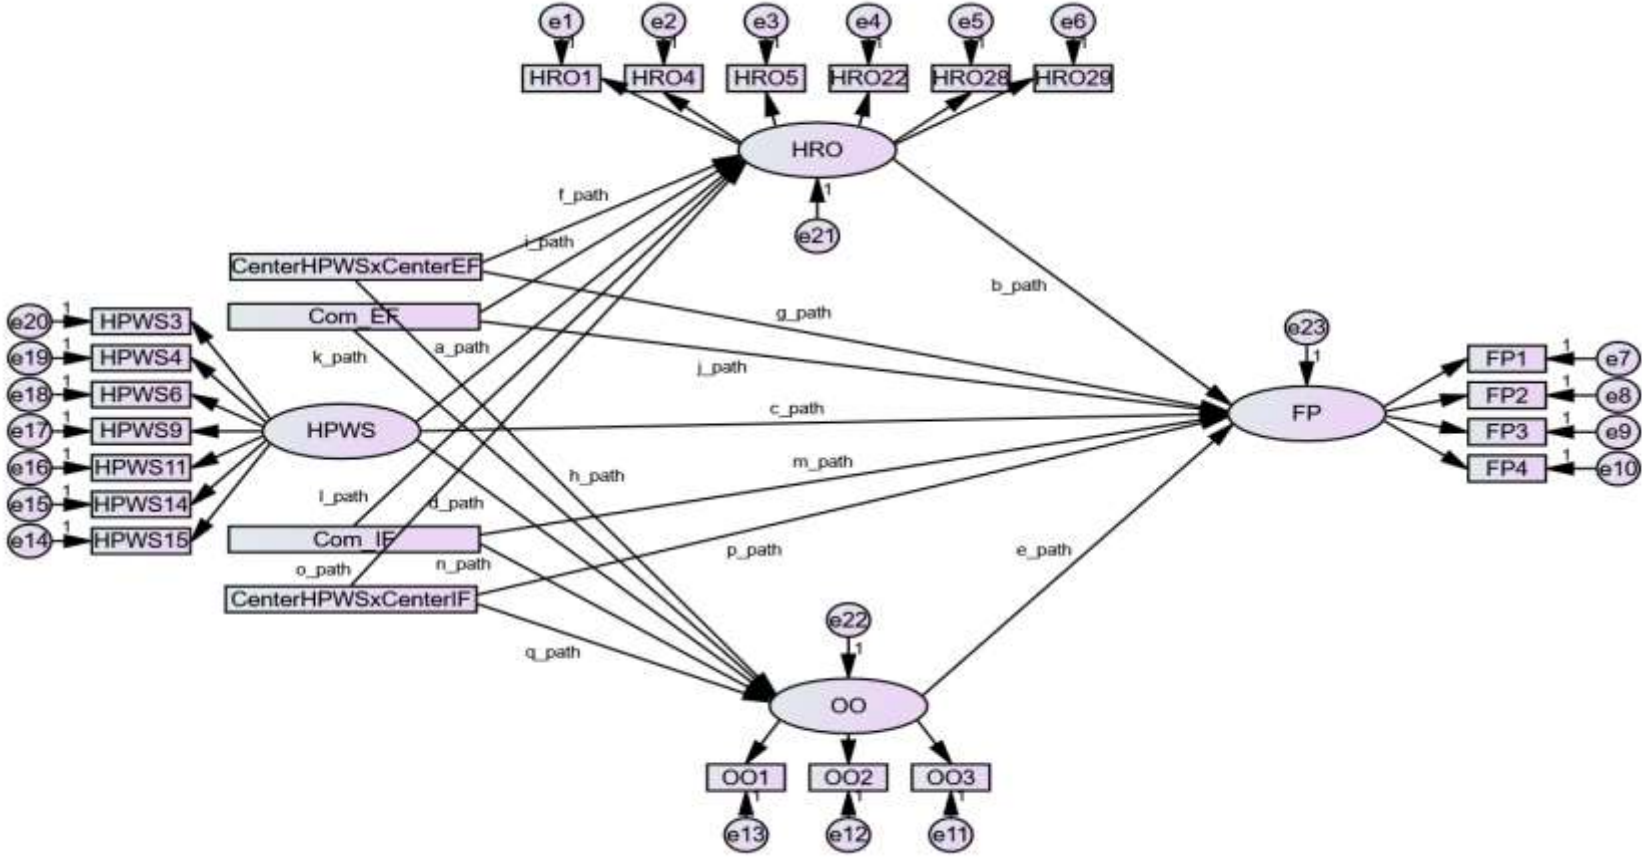 e1 e2 e3 e4 e5 e6
1 1 1 1 1 1
HRO1 HRO4 HRO5 HRO22 HRO28 HRO29
HRO
1
f_path
e21
i_path
CenterHPWSxCenterEF
b_path
Com_EF
g_path
e20 1 HPWS3
e23
k_path a_path
1
e19 1 HPWS4
j_path
FP1 1 e7
e18 1 HPWS6
FP2 1 e8
c_path
FP
e17 1 HPWS9
HPWS
FP3 1 e9
e16 1 HPWS11
m_path
FP4 1 e10
h_path
e15 1 HPWS14
l_path d_path
e14 1 HPWS15
Com_IF
p_path e_path
o_path n_path
CenterHPWSxCenterIF
e22
1
q_path
OO
OO1 OO2 OO3
1 1 1
e13 e12 e11